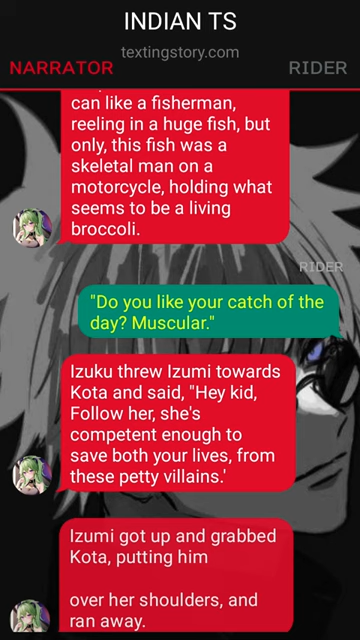 INDIAN TS
textingstory.com
NARRATOR RIDER
can like a fisherman,
reeling in a huge fish, but
only, this fish was a
skeletal man on a
motorcycle, holding what
seems to be a living
broccoli.
RIDER
"Do you like your catch of the
day? Muscular."
Izuku threw Izumi towards
Kota and said, "Hey kid,
Follow her, she's
competent enough to
save both your lives, from
these petty villains.'
Izumi got up and grabbed
Kota, putting him
over her shoulders, and
ran away.